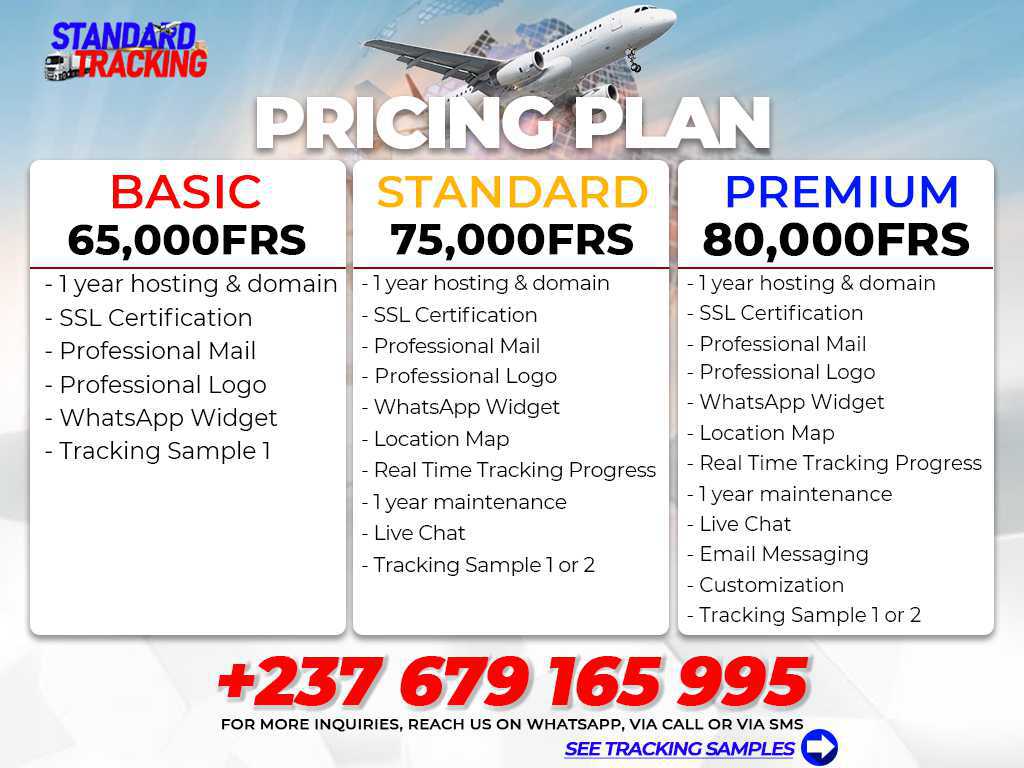 STANDARD
TRACKING
PRICING PLAN
BASIC
65,000FRS
- 1 year hosting & domain
- SSL Certification
- Professional Mail
- Professional Logo
- WhatsApp Widget
- Tracking Sample 1
STANDARD
75,000FRS
- 1 year hosting & domain
- SSL Certification
- Professional Mail
- Professional Logo
- WhatsApp Widget
- Location Map
- Real Time Tracking Progress
- 1 year maintenance
- Live Chat
- Tracking Sample 1 or 2
PREMIUM
80,000FRS
- 1 year hosting & domain
- SSL Certification
- Professional Mail
- Professional Logo
- WhatsApp Widget
- Location Map
- Real Time Tracking Progress
- 1 year maintenance
- Live Chat
- Email Messaging
- Customization
- Tracking Sample 1 or 2
+237 679 165 995
FOR MORE INQUIRIES, REACH US ON WHATSAPP, VIA CALL OR VIA SMS
SEE TRACKING SAMPLES